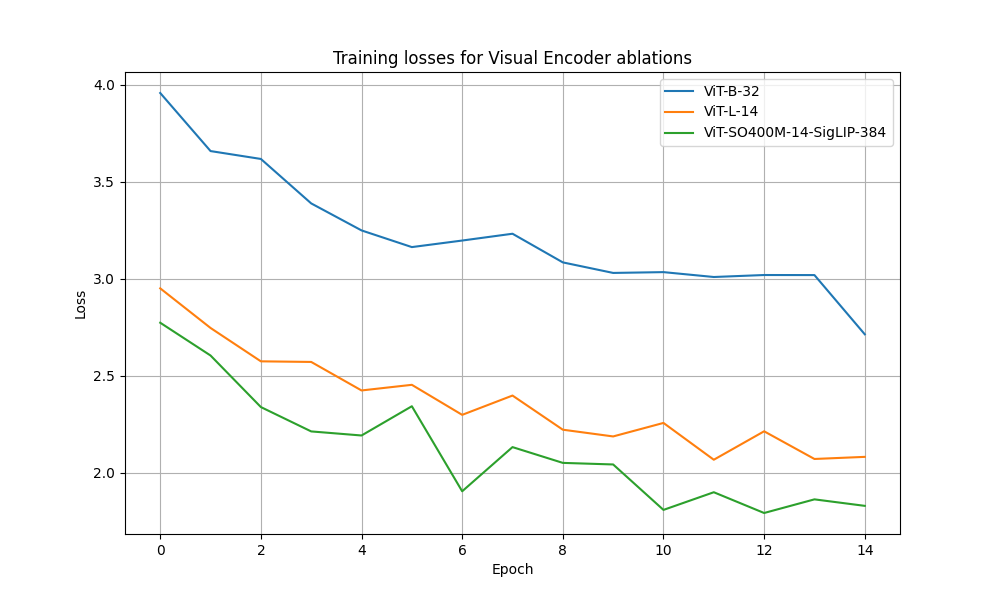 Training losses for Visual Encoder ablations
ViT-B-32
ViT-L-14
ViT-SO400M-14-SigLIP-384
4.0
3.5
3.0
2.5
2.0
Loss
0 2 4 6 8 10 12 14
Epoch